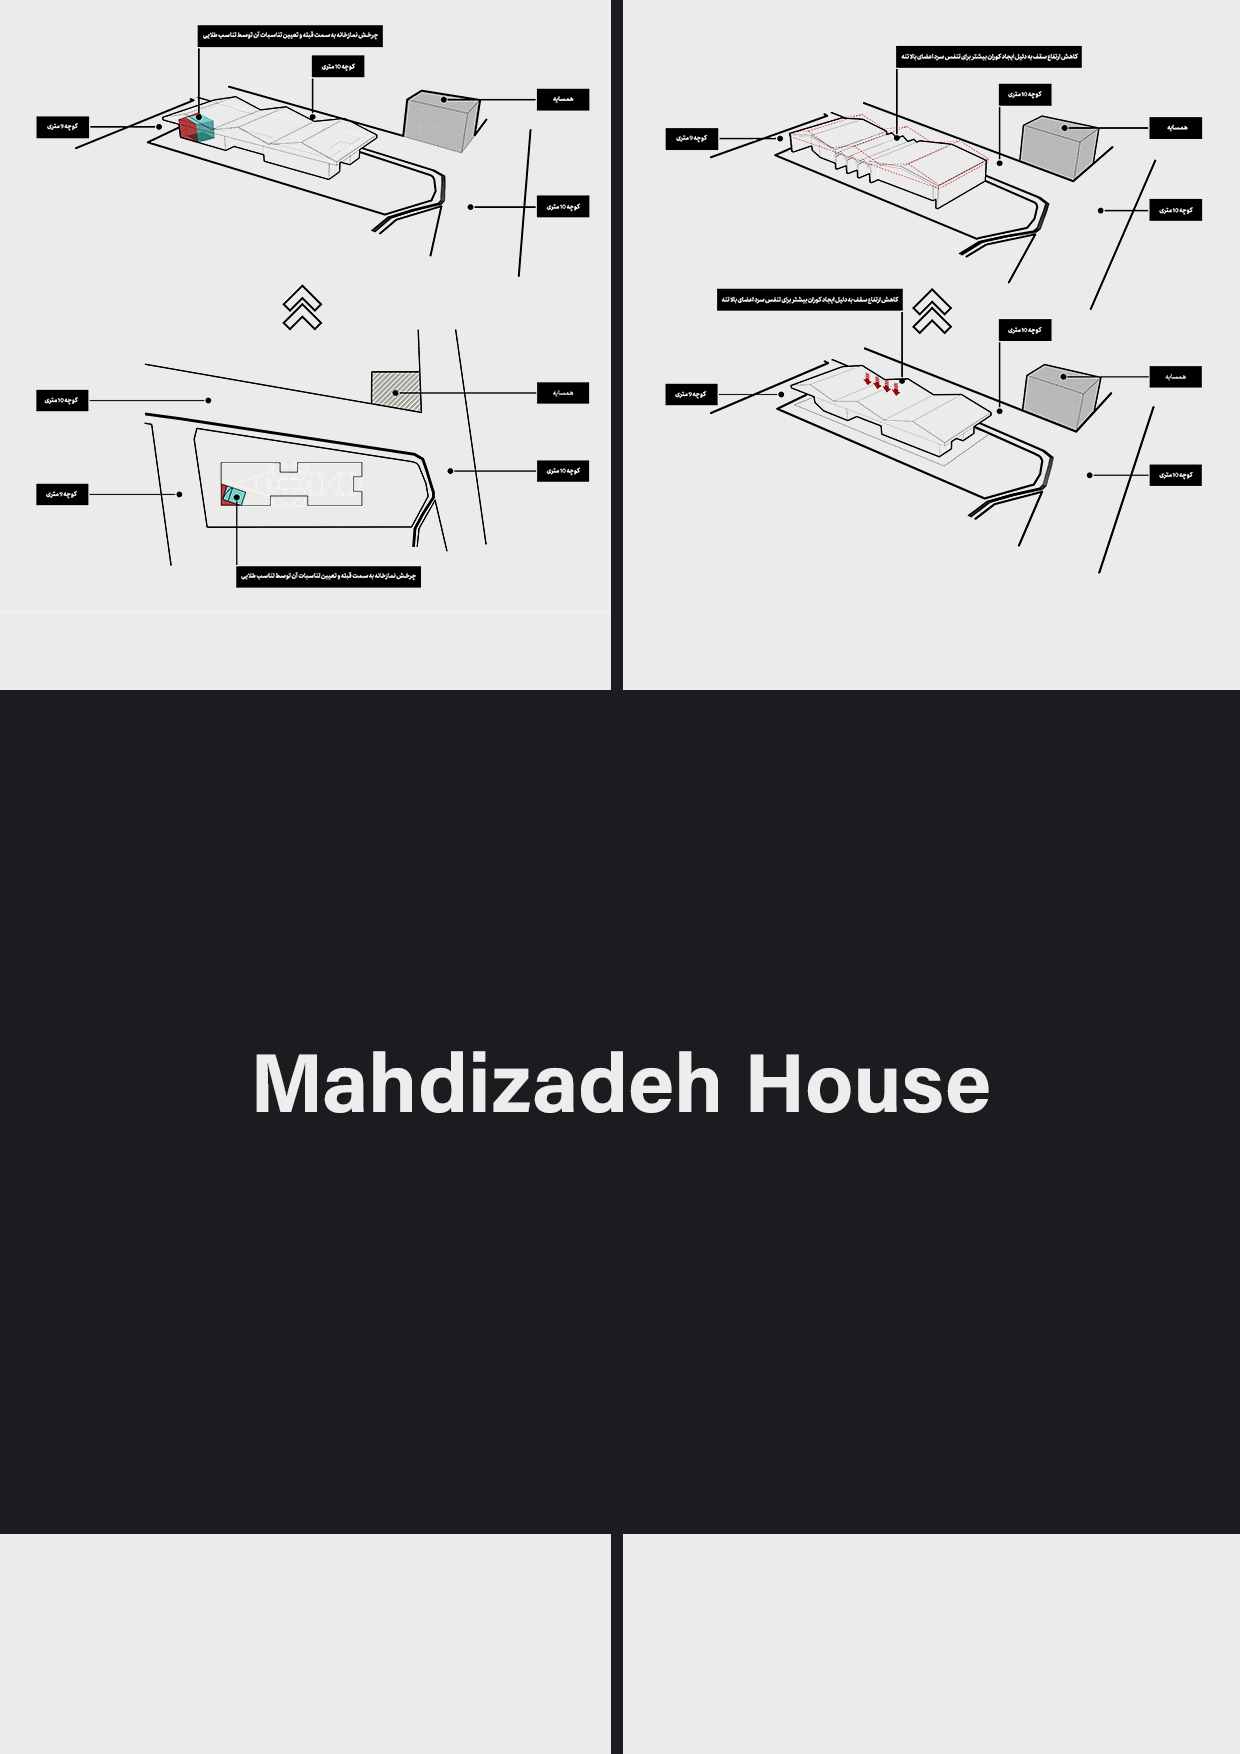 چرخش نمازخانه به سمت قبله و تعیین تناسبات آن توسط تناسب طلایی
کوچه 10 متری
همسایه
کوچه 9 متری
کوچه 10 متری
کوچه 10 متری
همسایه
کوچه 10 متری
کوچه 9 متری
چرخش نمازخانه به سمت قبله و تعیین تناسبات آن توسط تناسب طلایی
کاهش ارتفاع سقف به دلیل ایجاد کوران بیشتر برای تنفس سرد اعضای بالا تنه
کوچه 10 متری
همسایه
کوچه 9 متری
کوچه 10 متری
کاهش ارتفاع سقف به دلیل ایجاد کوران بیشتر برای تنفس سرد اعضای بالا تنه
کوچه 10 متری
همسایه
کوچه 9 متری
کوچه 10 متری
Mahdizadeh House